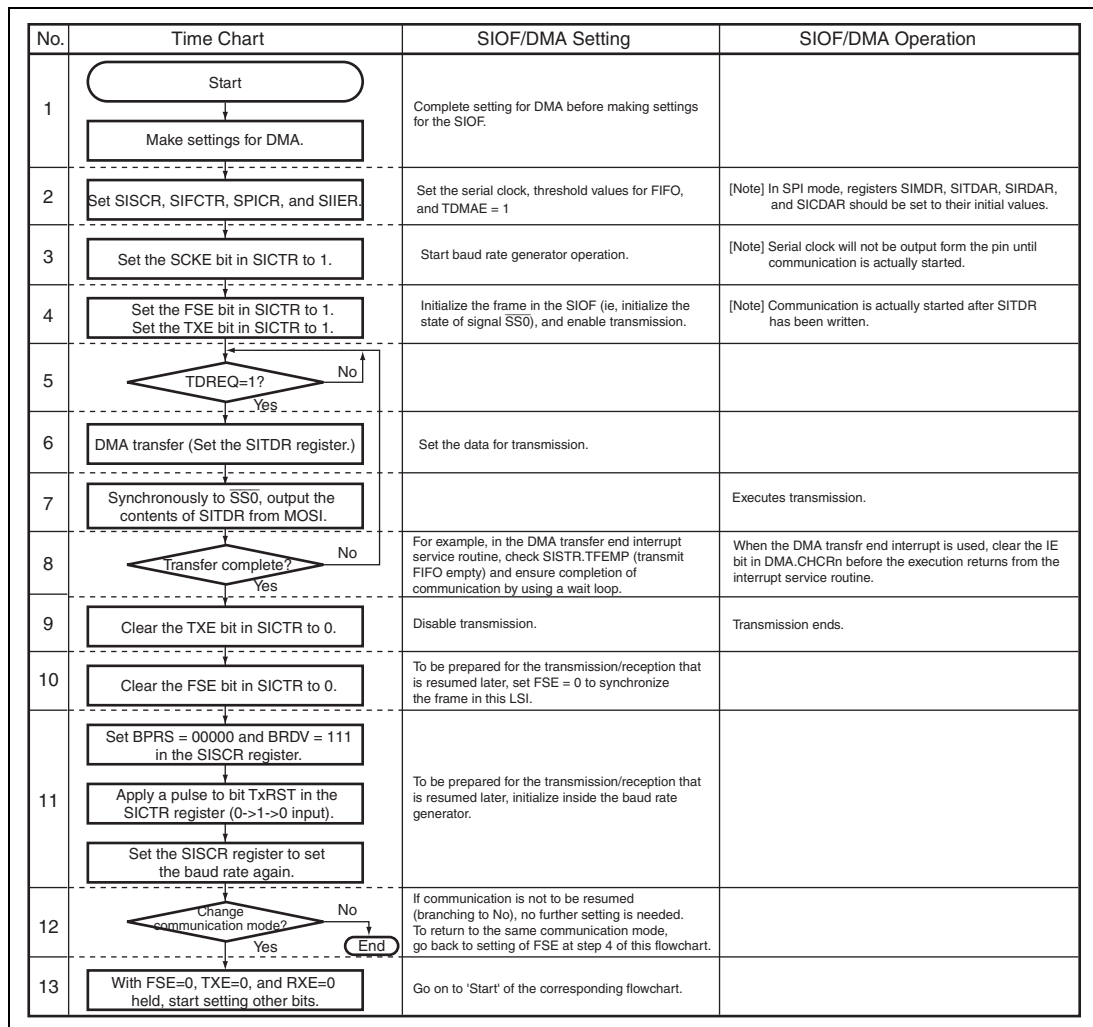 No.
Time Chart
SIOF/DMA Setting
SIOF/DMA Operation
1
Start
Make settings for DMA.
Complete setting for DMA before making settings
for the SIOF.
2
Set SISCR, SIFCTR, SPICR, and SIIER.
Set the serial clock, threshold values for FIFO,
and TDMAE = 1
[Note] In SPI mode, registers SIMDR, SITDAR, SIRDAR,
and SICDAR should be set to their initial values.
3
Set the SCKE bit in SICTR to 1.
Start baud rate generator operation.
[Note] Serial clock will not be output form the pin until
communication is actually started.
4
Set the FSE bit in SICTR to 1.
Set the TXE bit in SICTR to 1.
Initialize the frame in the SIOF (ie, initialize the
state of signal SS0), and enable transmission.
[Note] Communication is actually started after SITDR
has been written.
5
TDREQ=1?
No
Yes
6
DMA transfer (Set the SITDR register.)
Set the data for transmission.
7
Synchronously to SS0, output the
contents of SITDR from MOSI.
Executes transmission.
8
Transfer complete?
No
Yes
For example, in the DMA transfer end interrupt
service routine, check SISTR.TFEMP (transmit
FIFO empty) and ensure completion of
communication by using a wait loop.
When the DMA transfr end interrupt is used, clear the IE
bit in DMA.CHCRn before the execution returns from the
interrupt service routine.
9
Clear the TXE bit in SICTR to 0.
Disable transmission.
Transmission ends.
10
Clear the FSE bit in SICTR to 0.
To be prepared for the transmission/reception that
is resumed later, set FSE = 0 to synchronize
the frame in this LSI.
11
Set BPRS = 00000 and BRDV = 111
in the SISCR register.
Apply a pulse to bit TxRST in the
SICTR register (0->1->0 input).
Set the SISCR register to set
the baud rate again.
To be prepared for the transmission/reception that
is resumed later, initialize inside the baud rate
generator.
12
Change
communication mode?
No
Yes
End
If communication is not to be resumed
(branching to No), no further setting is needed.
To return to the same communication mode,
go back to setting of FSE at step 4 of this flowchart.
13
With FSE=0, TXE=0, and RXE=0
held, start setting other bits.
Go on to 'Start' of the corresponding flowchart.